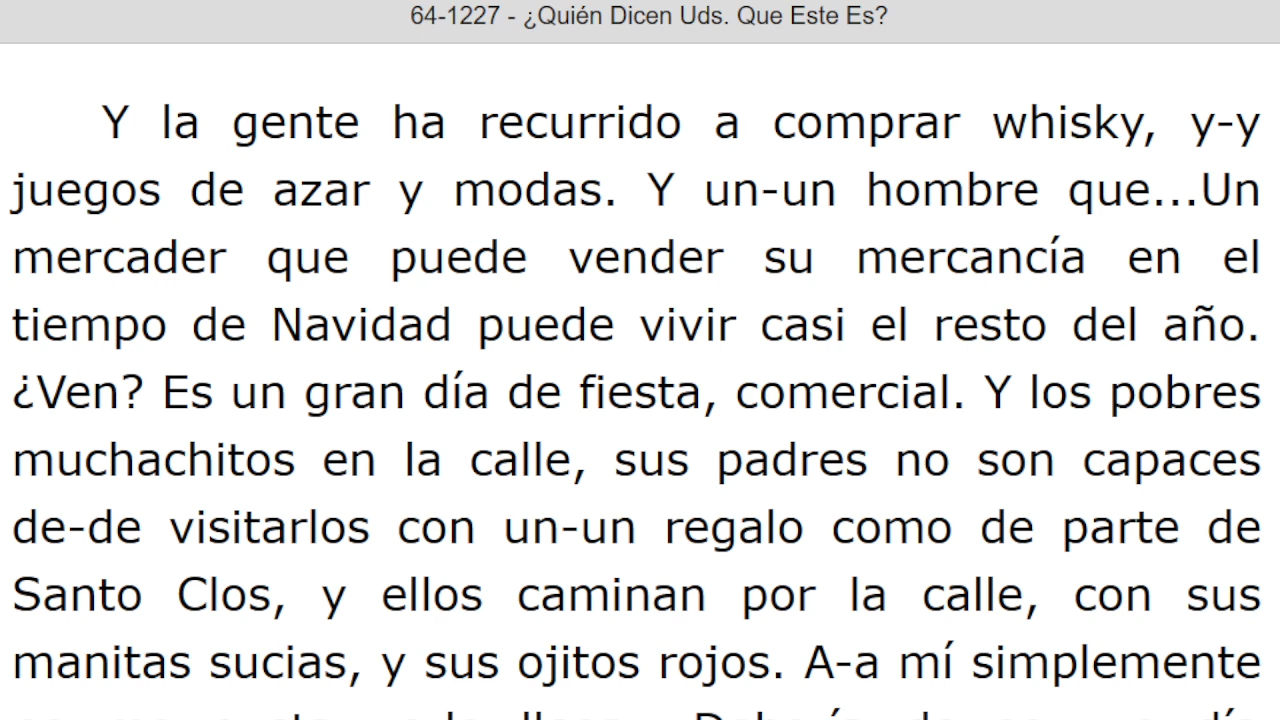 64-1227 - ¿Quién Dicen Uds. Que Este Es?
Y la gente ha recurrido a comprar whisky, y-y
juegos de azar y modas. Y un-un hombre que...Un
mercader que puede vender su mercancía en el
tiempo de Navidad puede vivir casi el resto del año.
¿Ven? Es un gran día de fiesta, comercial. Y los pobres
muchachitos en la calle, sus padres no son capaces
de-de visitarlos con un-un regalo como de parte de
Santo Clos, y ellos caminan por la calle, con sus
manitas sucias, y sus ojitos rojos. A-a mí simplemente